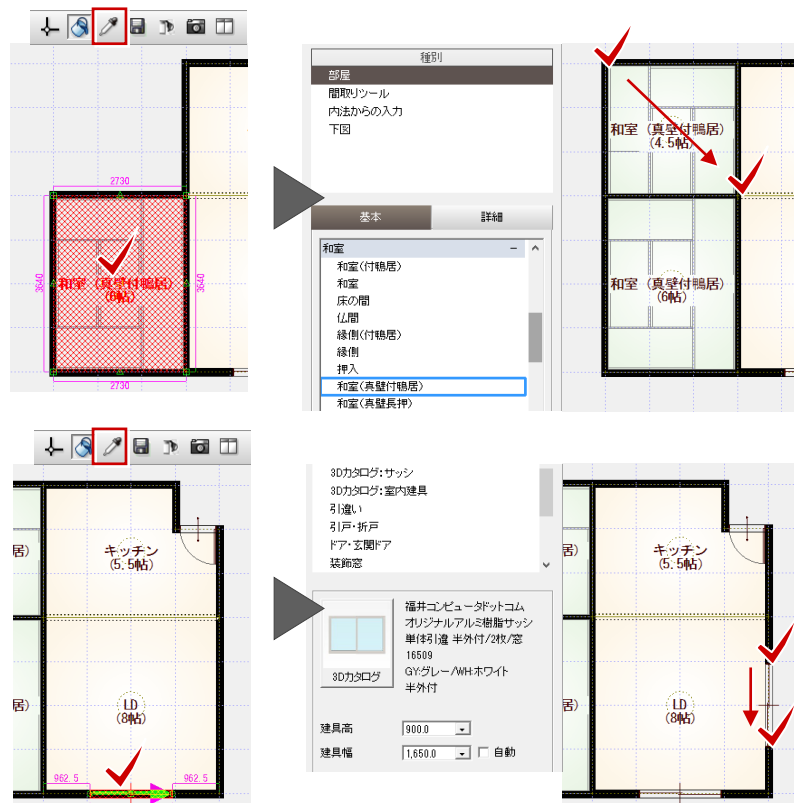 種別
部屋
間取りツール
内法からの入力
下図
基本
詳細
和室
和室(付鴨居)
和室
床の間
仏間
縁側(付鴨居)
縁側
押入
和室(真壁付鴨居)
和室(真壁長押)
2730
3640
和室 (真壁付鴨居)
(6帖)
3640
2730
和室 (真壁付鴨居)
(4.5帖)
和室 (真壁付鴨居)
(6帖)
居)
キッチン
(5.5帖)
居)
LD
(8帖)
962.5
962.5
3Dカタログ:サッシ
3Dカタログ:室内建具
引違い
引戸・折戸
ドア・玄関ドア
装飾窓
3Dカタログ
福井コンピュータドットコム
オリジナルアルミ樹脂サッシ
単体引違 半外付/2枚/窓
16509
GY:グレー/WH:ホワイト
半外付
建具高
900.0
建具幅
1,650.0
自動
居)
キッチン
(5.5帖)
居)
LD
(8帖)